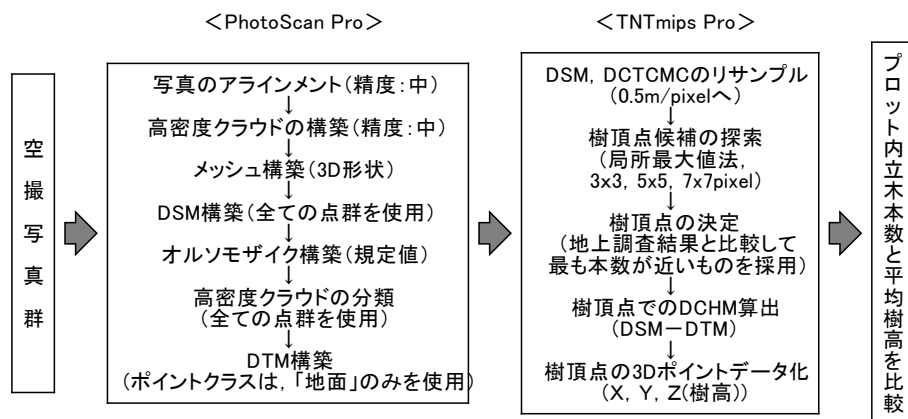 空撮写真群
＜PhotoScan Pro＞
写真のアラインメント(精度：中)
↓
高密度クラウドの構築(精度：中)
↓
メッシュ構築(3D形状)
↓
DSM構築(全ての点群を使用)
↓
オルソモザイク構築(規定値)
↓
高密度クラウドの分類
(全ての点群を使用)
↓
DTM構築
(ポイントクラスは，「地面」のみを使用)
＜TNTmips Pro＞
DSM，DCTCMCのリサンプル
(0.5m/pixelへ)
↓
樹頂点候補の探索
(局所最大値法，
3x3，5x5，7x7pixel)
↓
樹頂点の決定
(地上調査結果と比較して
最も本数が近いものを採用)
↓
樹頂点でのDCHM算出
(DSM－DTM)
↓
樹頂点の3Dポイントデータ化
(X，Y，Z(樹高))
プロット内立木本数と平均樹高を比較